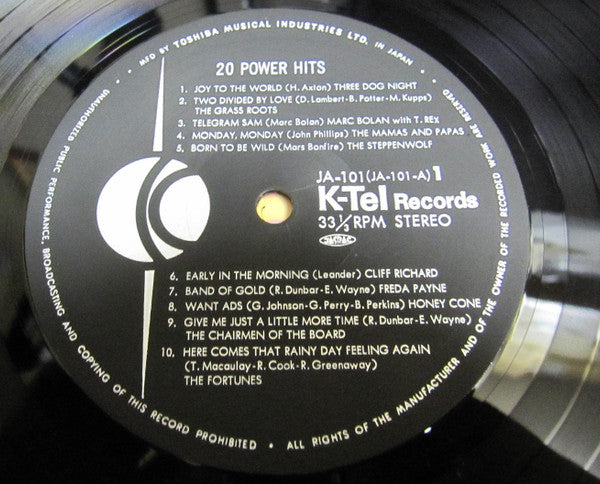 MFD BY TOSHIBA MUSICAL INDUSTRIES LTD. IN JAPAN
20 POWER HITS
1. JOY TO THE WORLD (H. Axton) THREE DOG NIGHT
2. TWO DIVIDED BY LOVE (D. Lambert-B. Potter-M. Kupps)
THE GRASS ROOTS
3. TELEGRAM SAM (Marc Bolan) MARC BOLAN with T. REX
4. MONDAY, MONDAY (John Phillips) THE MAMAS AND PAPAS
5. BORN TO BE WILD (Mars Bonfire) THE STEPPENWOLF
JA-101(JA-101-A) 1
K-Tel Records
33 1/3 RPM STEREO
6. EARLY IN THE MORNING (Leander) CLIFF RICHARD
7. BAND OF GOLD (R. Dunbar-E. Wayne) FREDA PAYNE
8. WANT ADS (G. Johnson-G. Perry-B. Perkins) HONEY CONE
9. GIVE ME JUST A LITTLE MORE TIME (R. Dunbar-E. Wayne)
THE CHAIRMEN OF THE BOARD
10. HERE COMES THAT RAINY DAY FEELING AGAIN
(T. Macaulay-R. Cook-R. Greenaway)
THE FORTUNES
UNAUTHORIZED PUBLIC PERFORMANCE, BROADCASTING AND COPYING OF THIS RECORD PROHIBITED • ALL RIGHTS OF THE MANUFACTURER AND OF THE OWNER OF THE RECORDED WORK ARE RESERVED